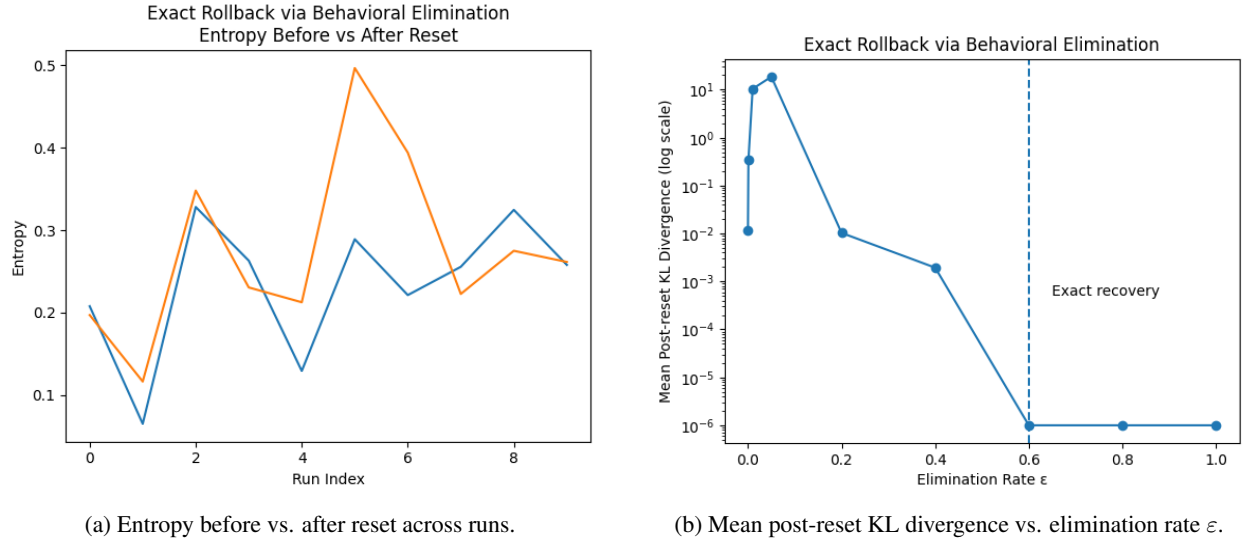 Exact Rollback via Behavioral Elimination
Entropy Before vs After Reset
Entropy
0.5
0.4
0.3
0.2
0.1
0 2 4 6 8
Run Index
(a) Entropy before vs. after reset across runs.
Exact Rollback via Behavioral Elimination
Mean Post-reset KL Divergence (log scale)
10¹
10⁰
10⁻¹
10⁻²
10⁻³
10⁻⁴
10⁻⁵
10⁻⁶
Exact recovery
0.0 0.2 0.4 0.6 0.8 1.0
Elimination Rate ε
(b) Mean post-reset KL divergence vs. elimination rate ε.